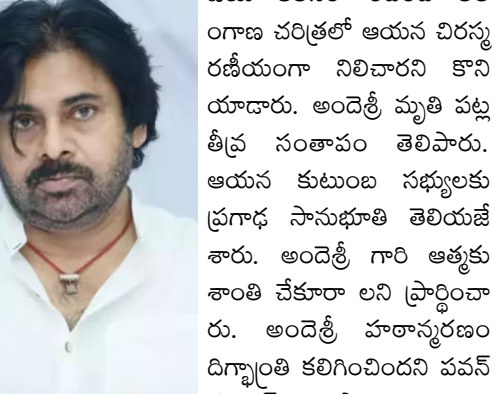 ంగాణ చరిత్రలో ఆయన చిరస్మ
రణీయంగా నిలిచారని కొని
యాడారు. అందెశ్రీ మృతి పట్ల
తీవ్ర సంతాపం తెలిపారు.
ఆయన కుటుంబ సభ్యులకు
ప్రగాఢ సానుభూతి తెలియజే
శారు. అందెశ్రీ గారి ఆత్మకు
శాంతి చేకూరా లని ప్రార్థించా
రు. అందెశ్రీ హఠాన్మరణం
దిగ్భ్రాంతి కలిగించిందని పవన్